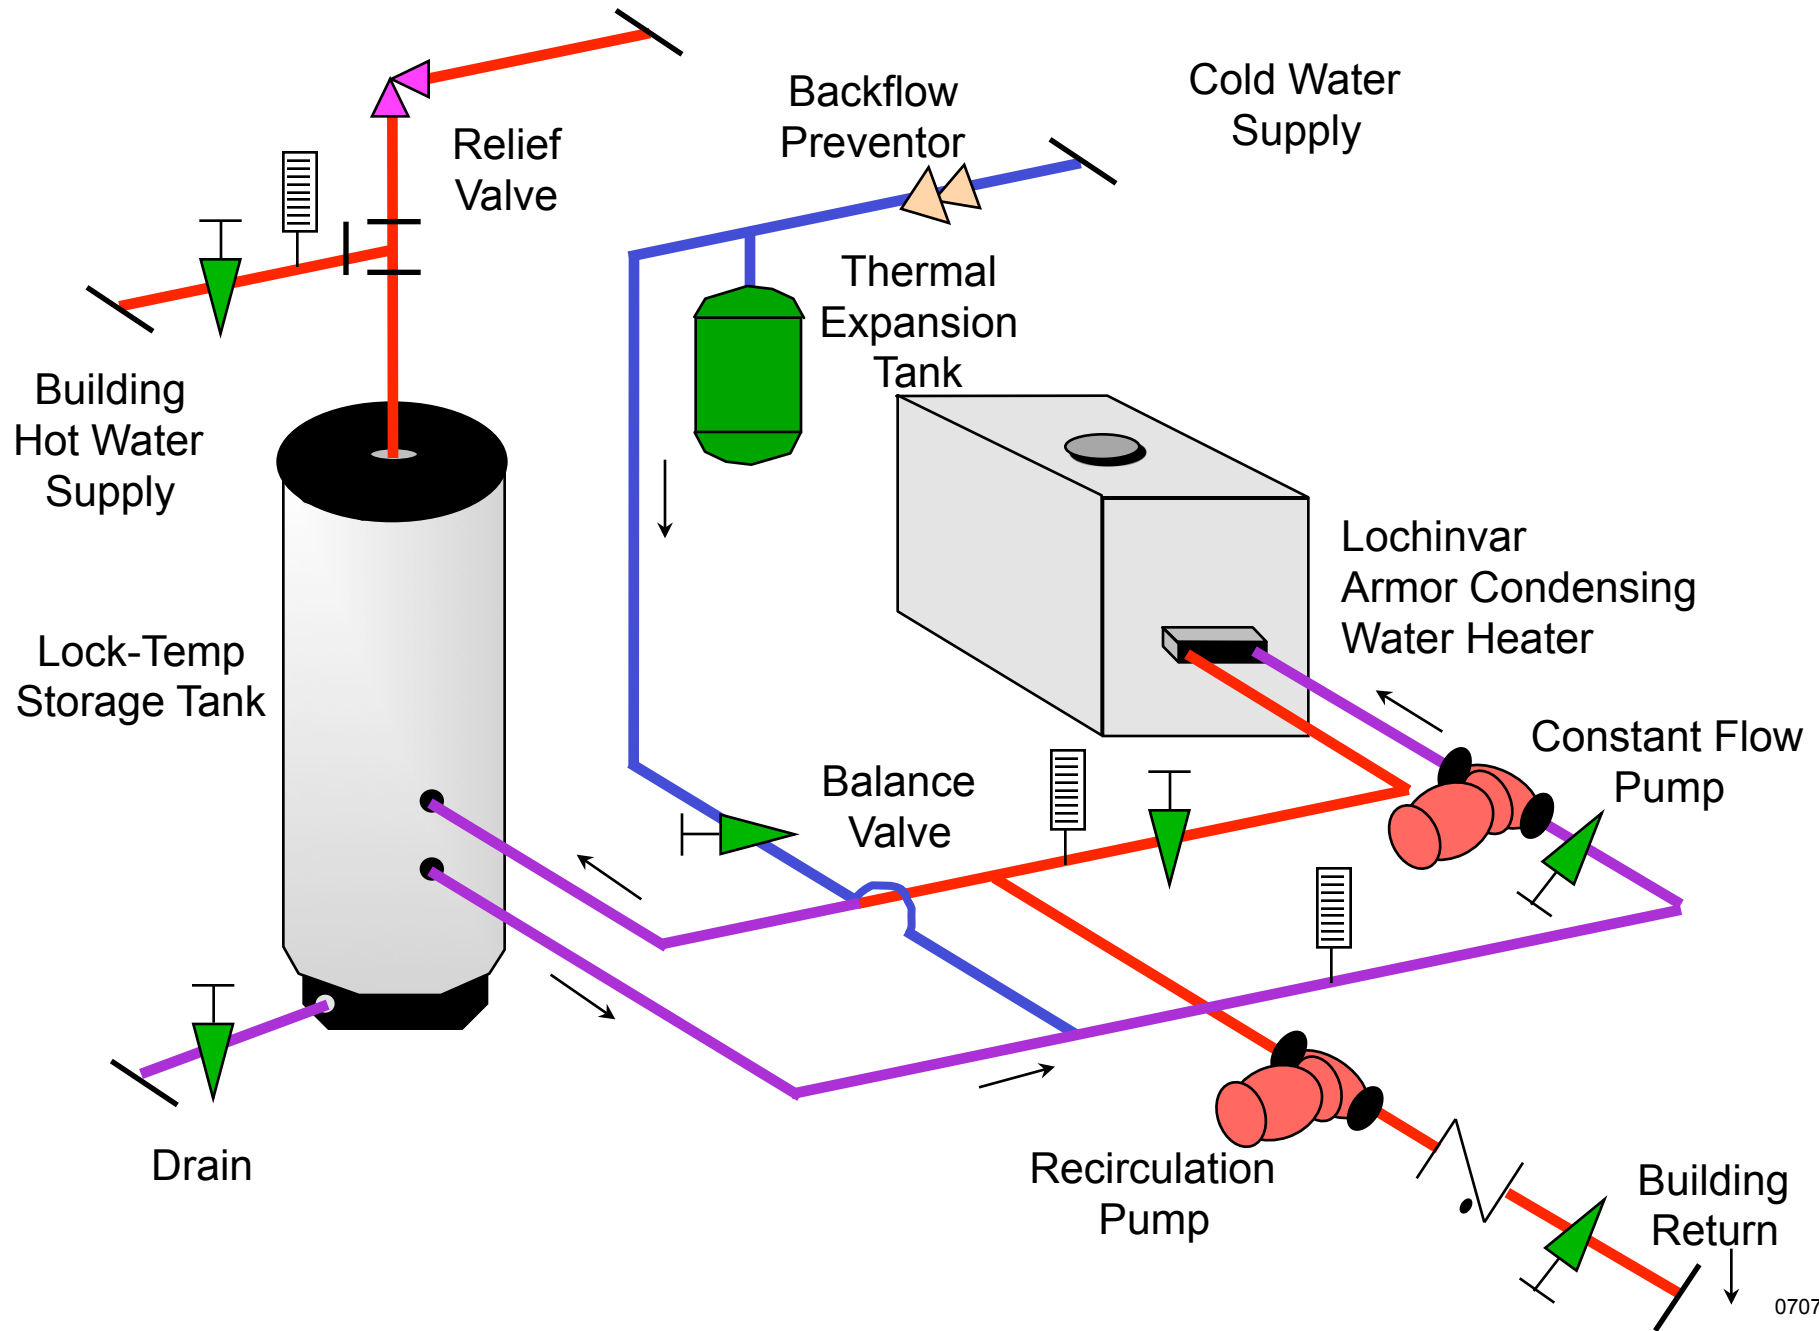 Backflow
Preventor
Cold Water
Supply
Relief
Valve
Thermal
Expansion
Tank
Building
Hot Water
Supply
Lochinvar
Armor Condensing
Water Heater
Lock-Temp
Storage Tank
Constant Flow
Pump
Balance
Valve
Drain
Recirculation
Pump
Building
Return
0707